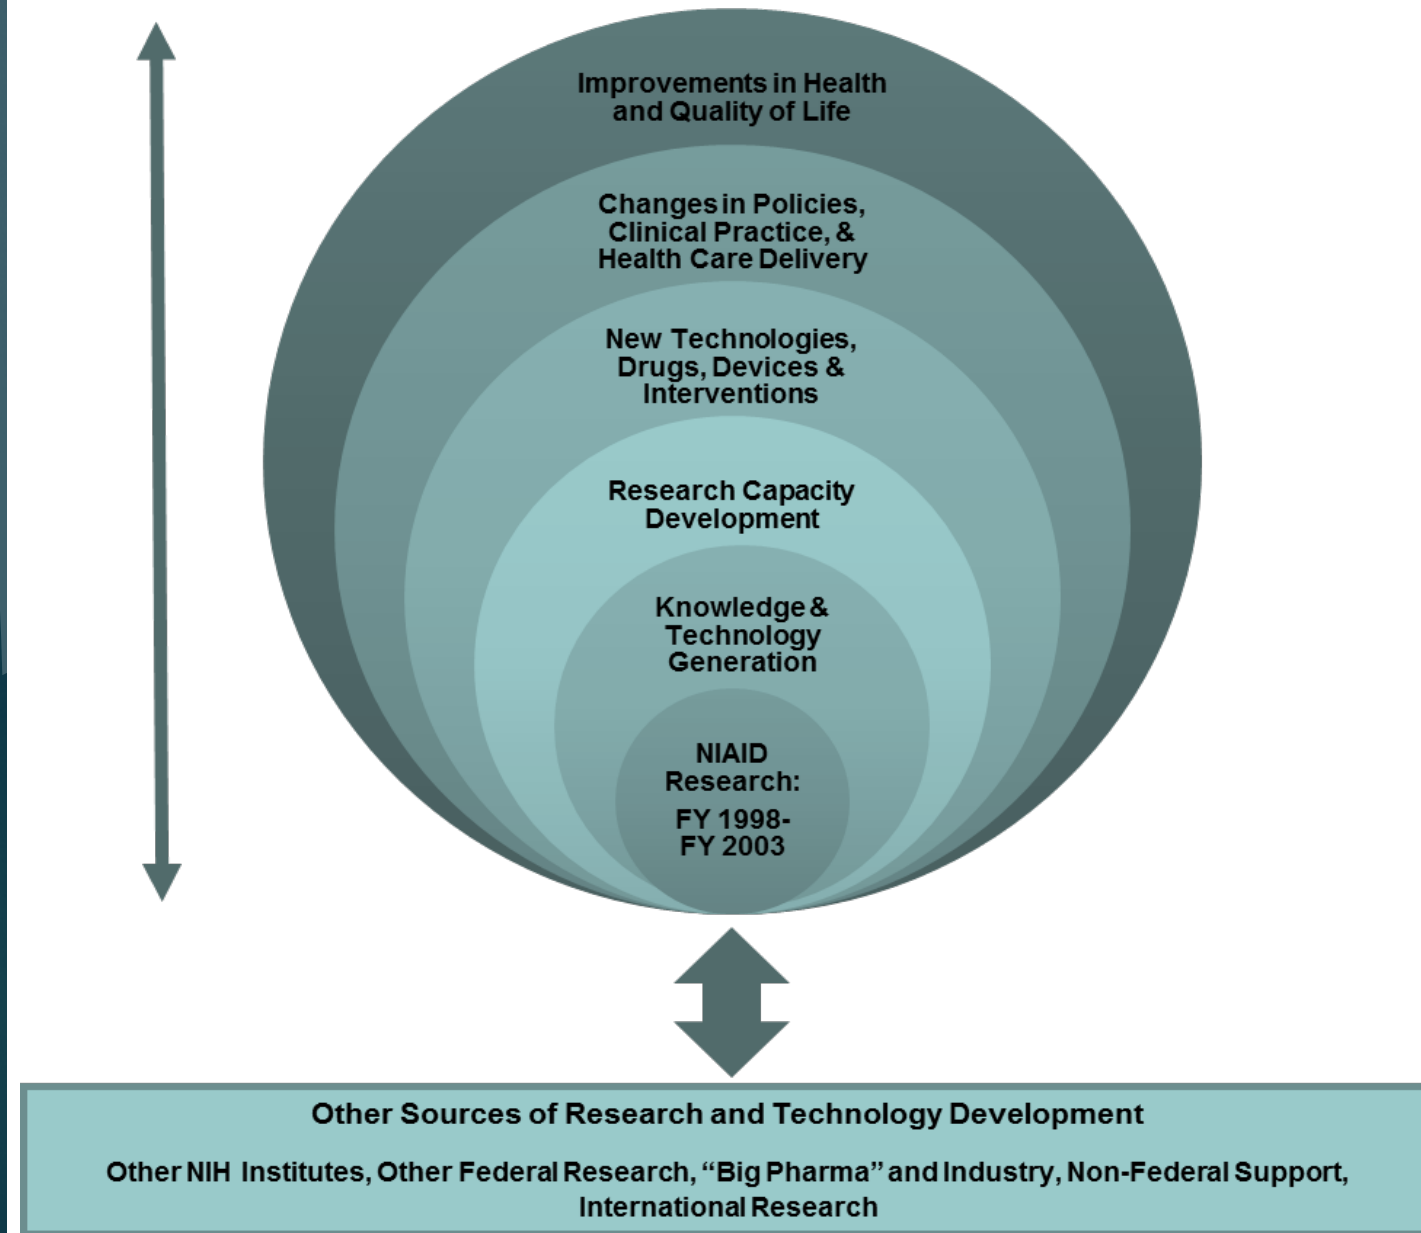 Improvements in Health
and Quality of Life
Changes in Policies,
Clinical Practice, &
Health Care Delivery
New Technologies,
Drugs, Devices &
Interventions
Research Capacity
Development
Knowledge &
Technology
Generation
NIAID
Research:
FY 1998-
FY 2003
Other Sources of Research and Technology Development
Other NIH Institutes, Other Federal Research, “Big Pharma” and Industry, Non-Federal Support,
International Research